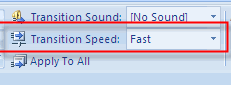 Transition Sound: [No Sound]
Transition Speed: Fast
Apply To All